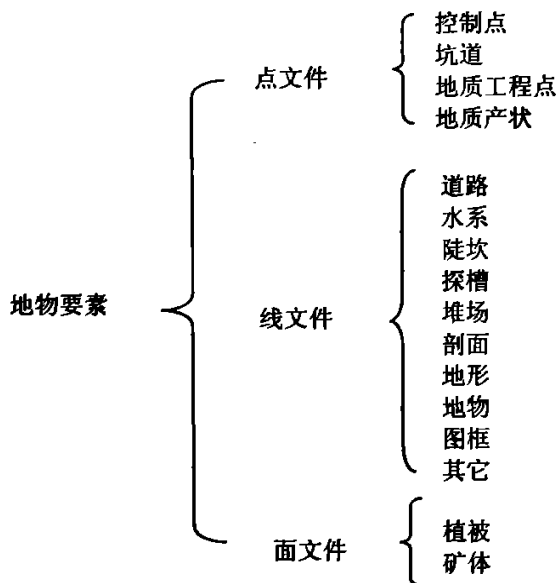 地物要素
点文件
控制点
坑道
地质工程点
地质产状
线文件
道路
水系
陡坎
探槽
堆场
剖面
地形
地物
图框
其它
面文件
植被
矿体